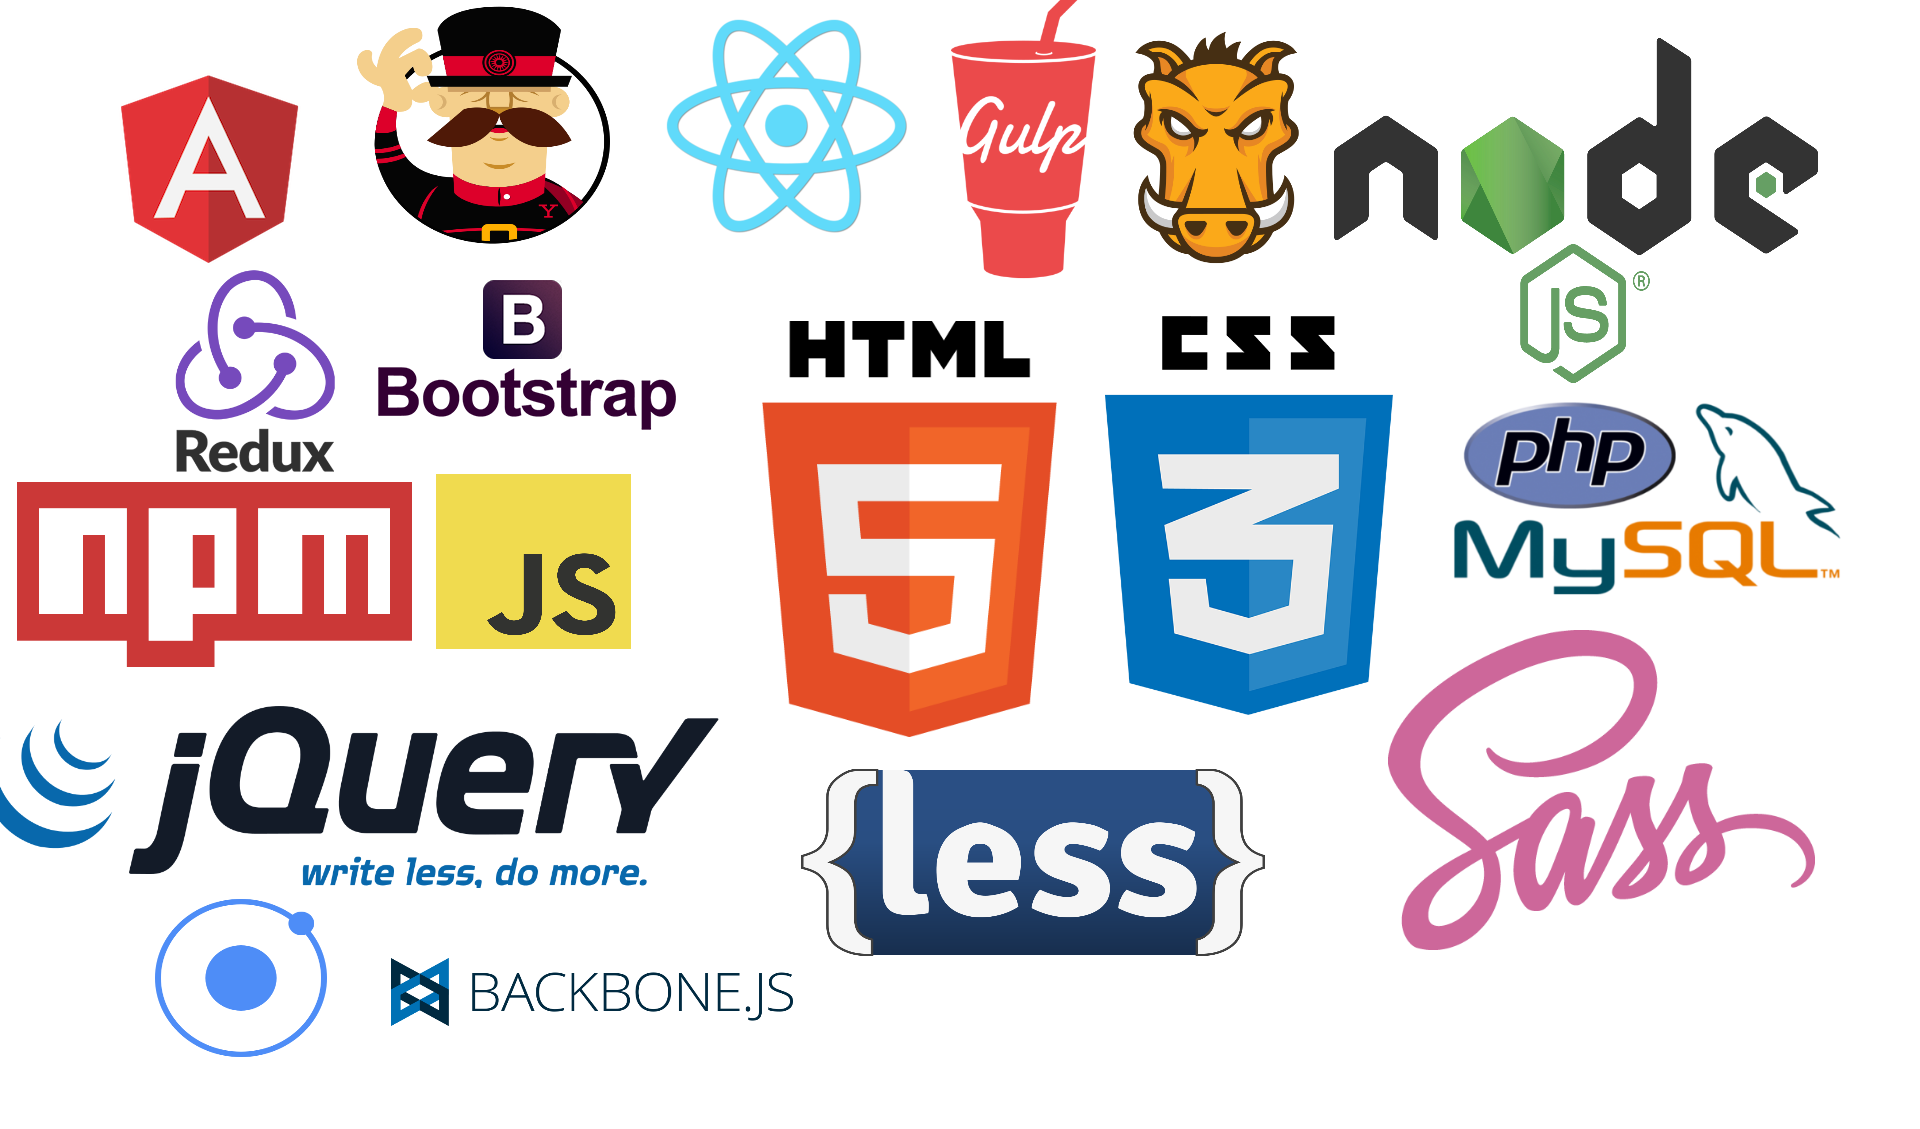 A
Y
Gulp
node
JS®
Redux
B
Bootstrap
HTML
5
CSS
3
php
MySQL™
npm
JS
jQuery
write less, do more.
{less}
Sass
BACKBONE.JS